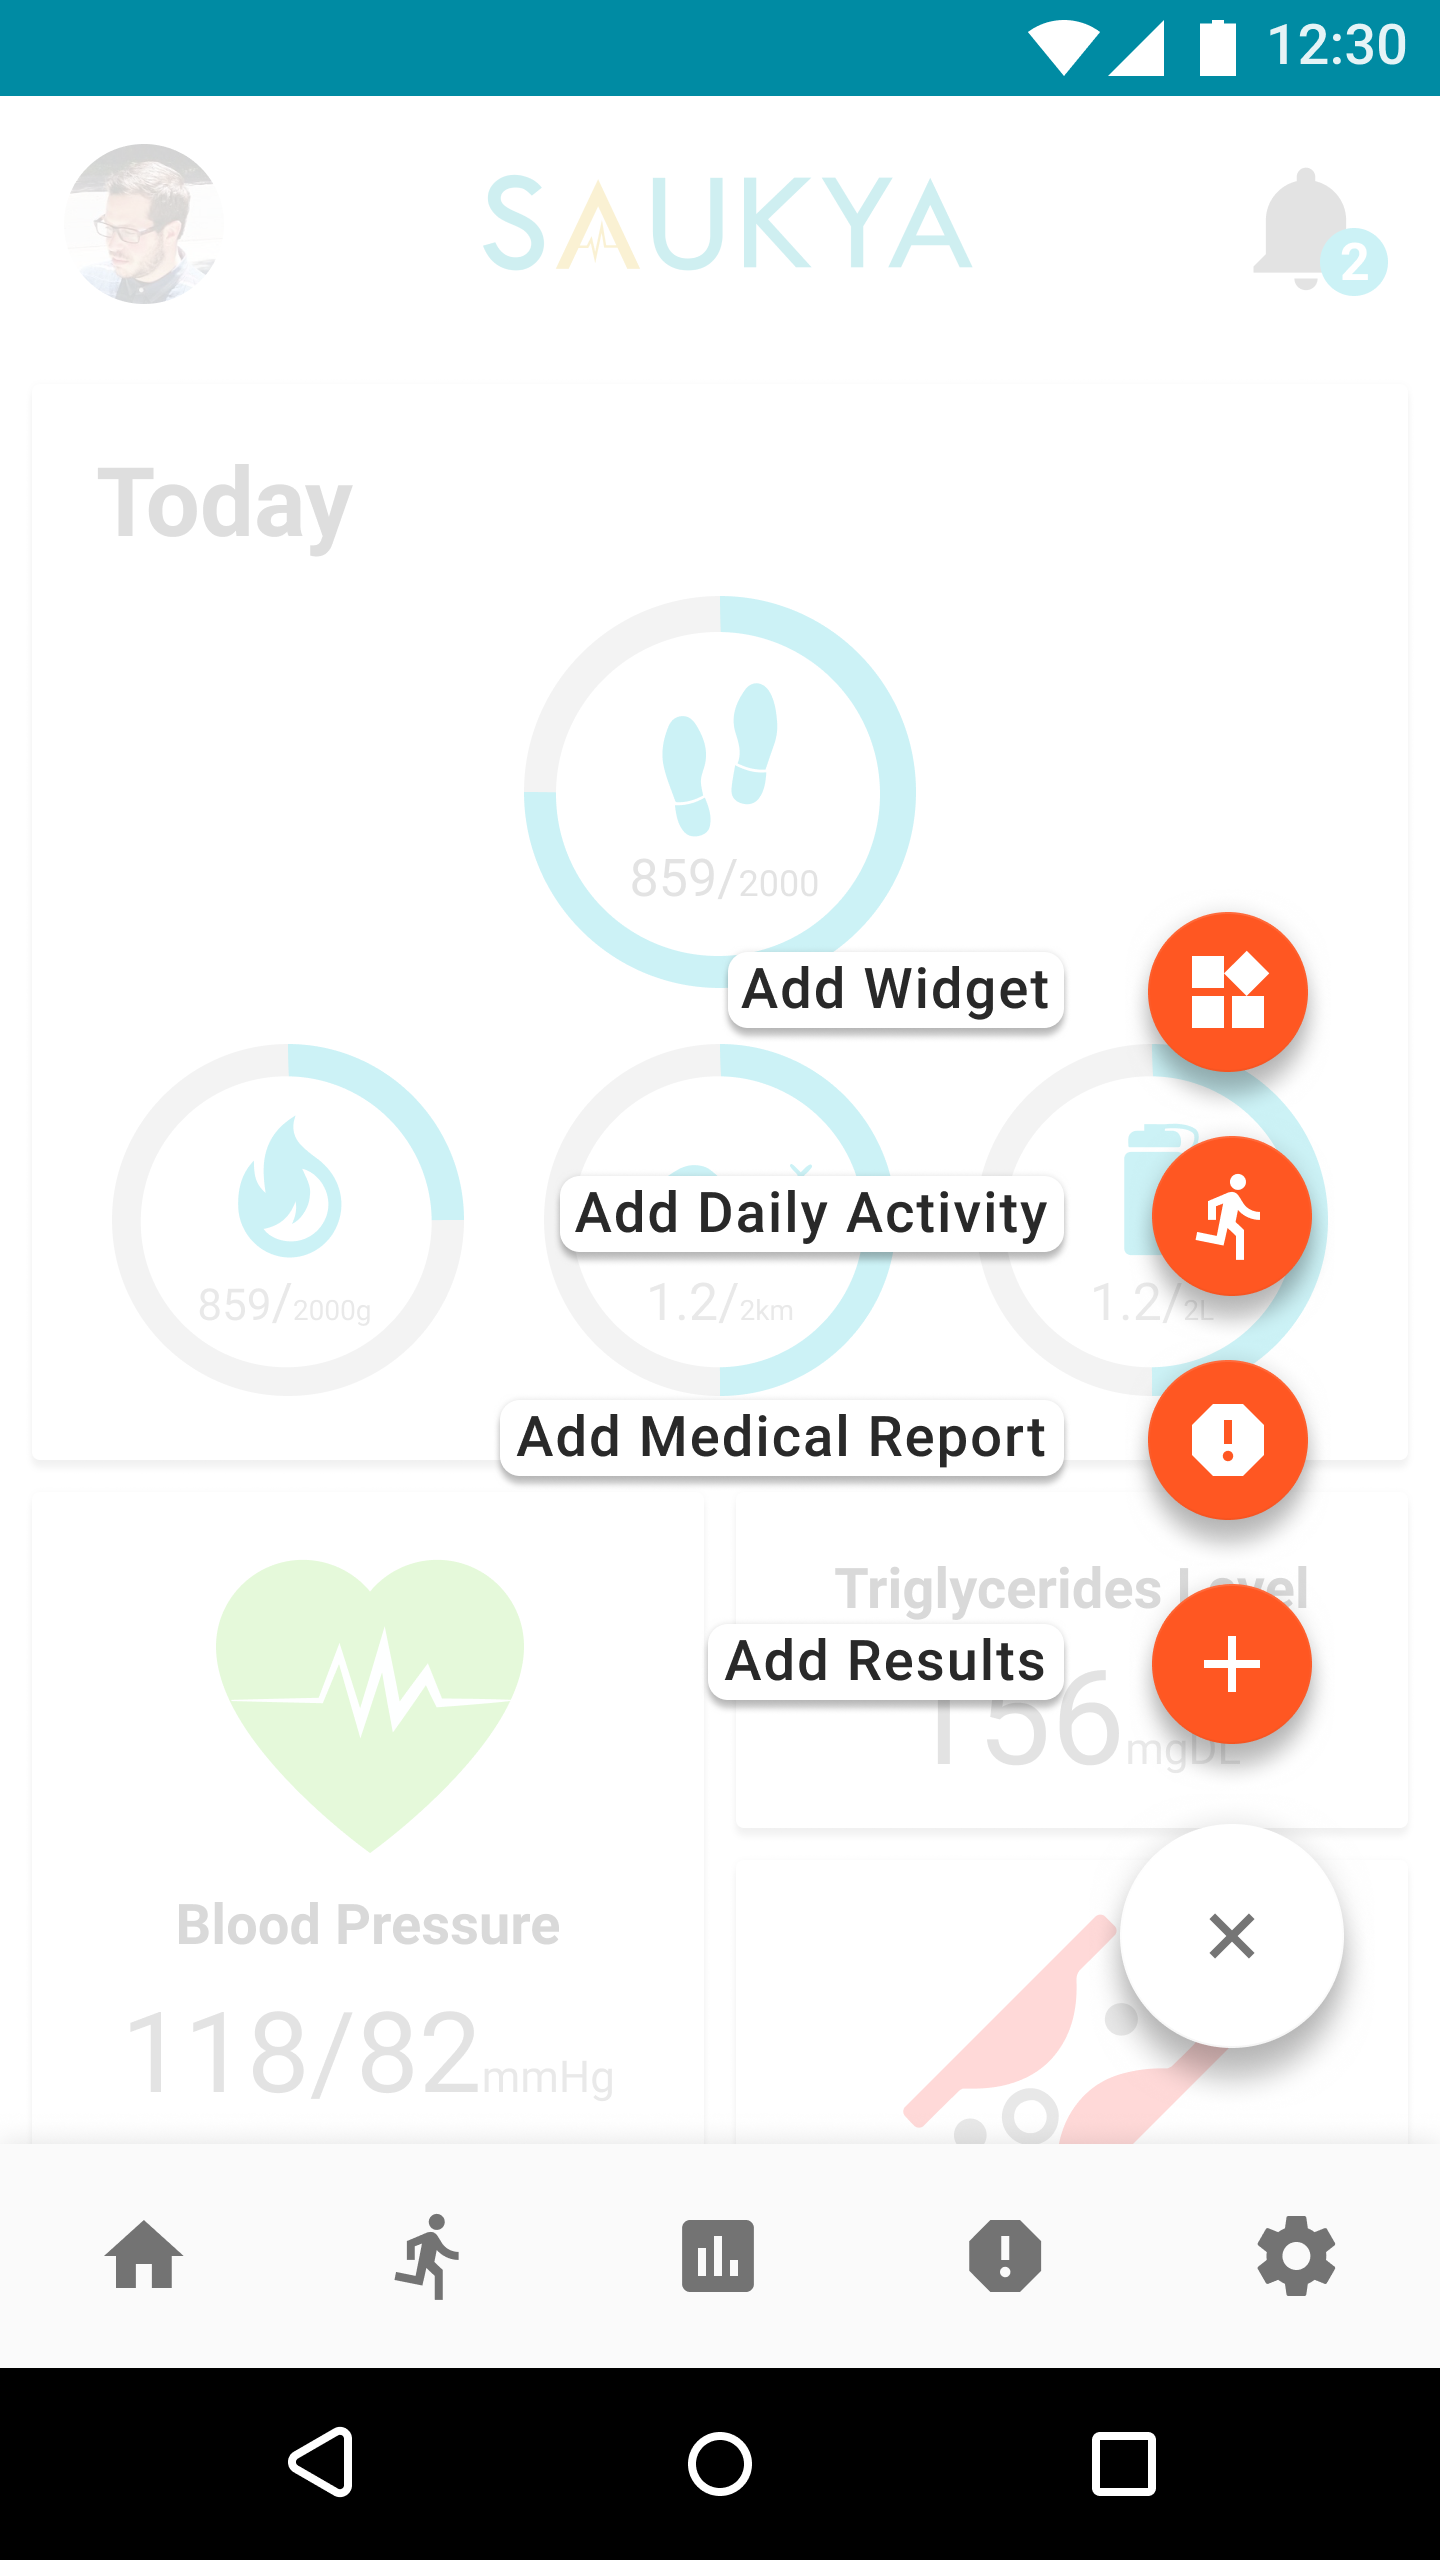 12:30
SAUKYA
2
Today
859/2000
Add Widget
Add Daily Activity
859/2000g
1.2/2km
1.2/2L
Add Medical Report
Triglycerides Level
Add Results
156mgDL
Blood Pressure
118/82mmHg